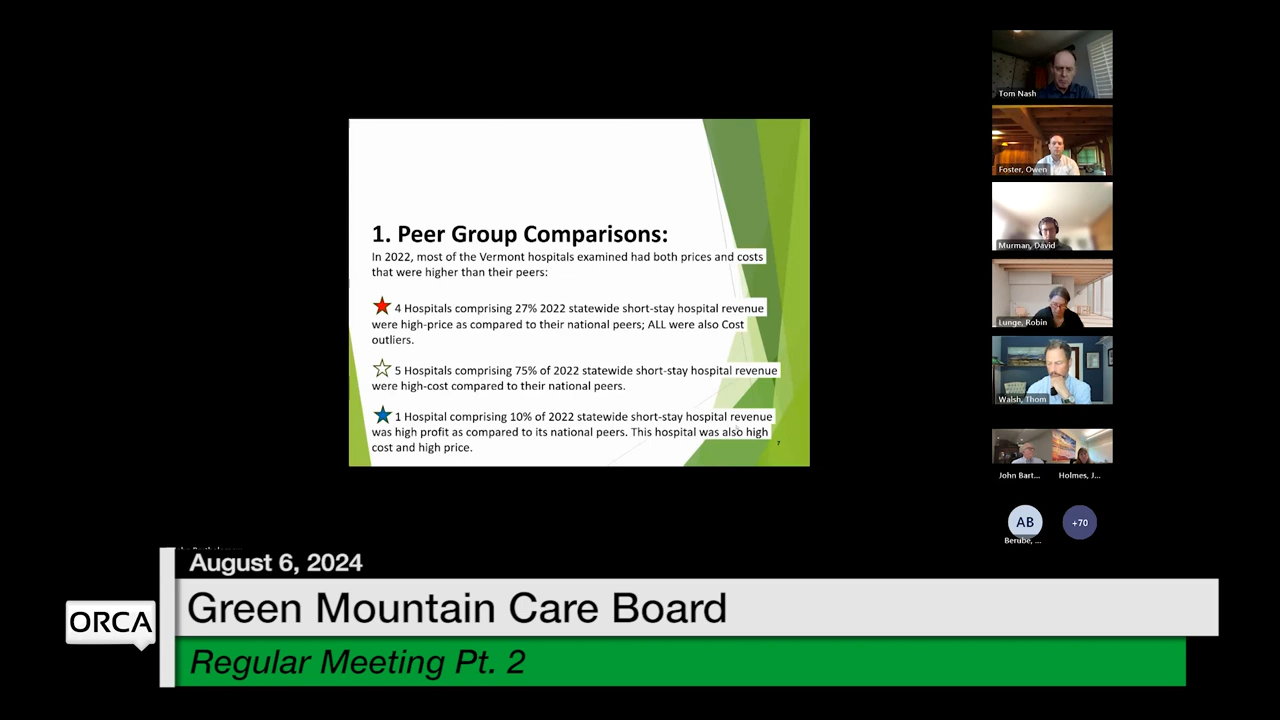 1. Peer Group Comparisons:
In 2022, most of the Vermont hospitals examined had both prices and costs
that were higher than their peers:
4 Hospitals comprising 27% 2022 statewide short-stay hospital revenue
were high-price as compared to their national peers; ALL were also Cost
outliers.
5 Hospitals comprising 75% of 2022 statewide short-stay hospital revenue
were high-cost compared to their national peers.
1 Hospital comprising 10% of 2022 statewide short-stay hospital revenue
was high profit as compared to its national peers. This hospital was also high
cost and high price.
7
Tom Nash
Foster, Owen
Murman, David
Lunge, Robin
Walsh, Thom
John Bart...
Holmes, J...
AB
+70
Berube, ...
August 6, 2024
Green Mountain Care Board
ORCA
Regular Meeting Pt. 2